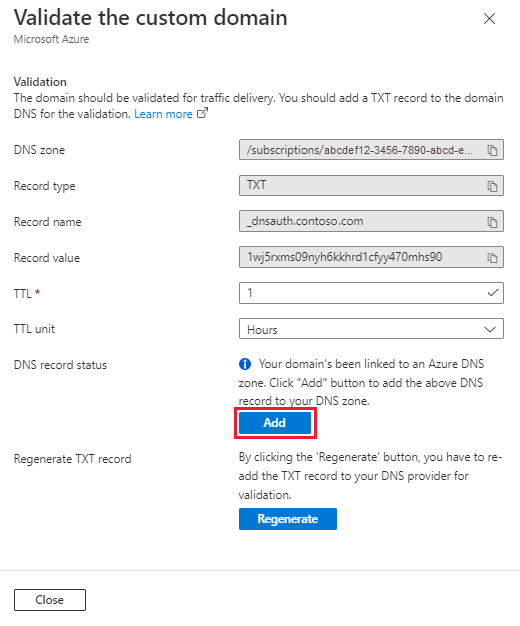 Validate the custom domain
Microsoft Azure
Validation
The domain should be validated for traffic delivery. You should add a TXT record to the domain
DNS for the validation. Learn more
DNS zone
/subscriptions/abcdef12-3456-7890-abcd-e...
Record type
TXT
Record name
_dnsauth.contoso.com
Record value
1wj5rxms09nyh6kkhrd1cfyy470mhs90
TTL *
1
TTL unit
Hours
DNS record status
Your domain's been linked to an Azure DNS
zone. Click "Add" button to add the above DNS
record to your DNS zone.
Add
Regenerate TXT record
By clicking the 'Regenerate' button, you have to re-
add the TXT record to your DNS provider for
validation.
Regenerate
Close